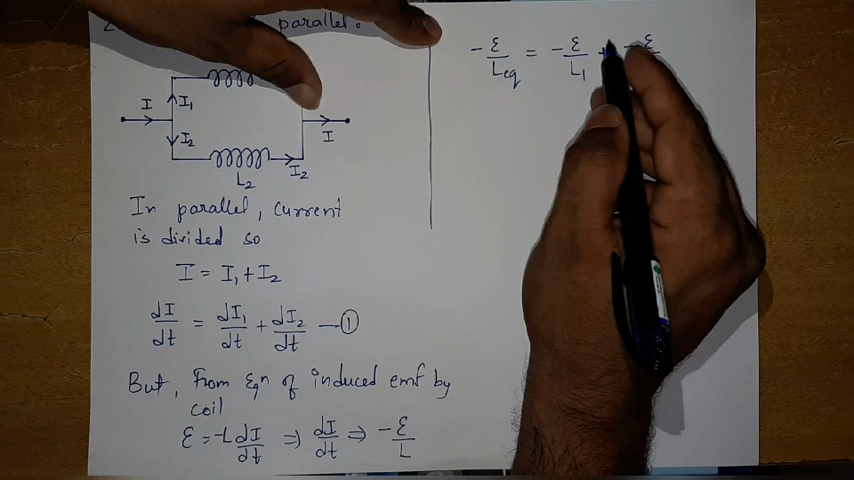 2 parallel.
I I₁ I₂ I
L₂ I₂
In parallel, current
is divided so
I = I₁ + I₂
dI/dt = dI₁/dt + dI₂/dt —①
But, From Eqⁿ of induced emf by
coil
ε = -L dI/dt ⇒ dI/dt ⇒ -ε/L
-ε/Leq = -ε/L₁ + -ε